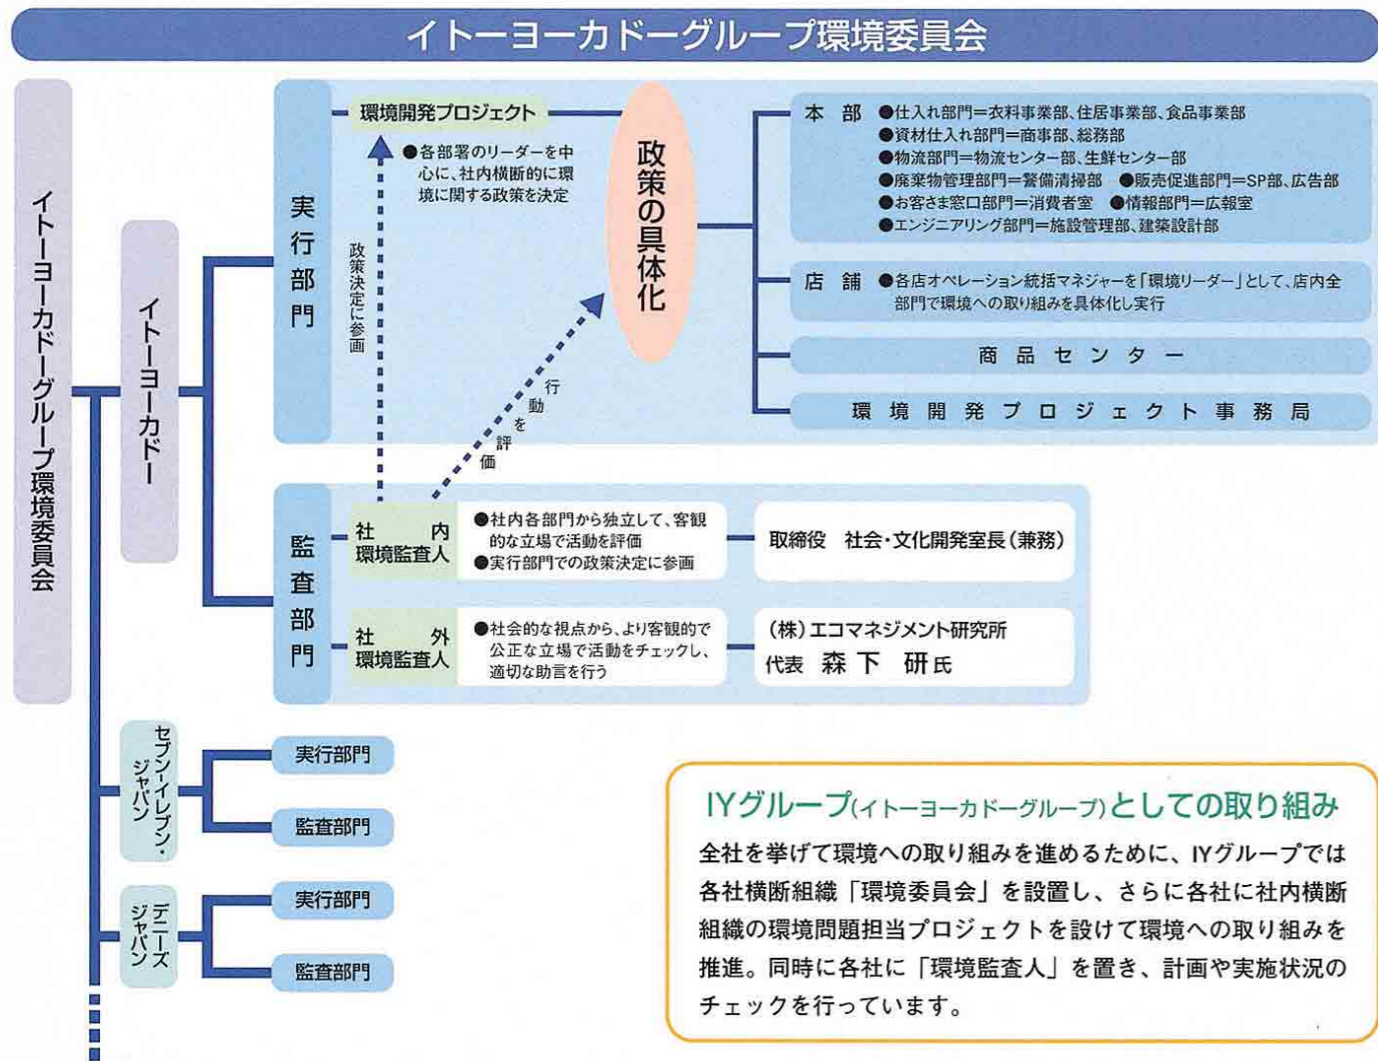 イトーヨーカドーグループ環境委員会
イトーヨーカドーグループ環境委員会
イトーヨーカドー
実行部門
環境開発プロジェクト
●各部署のリーダーを中
心に、社内横断的に環
境に関する政策を決定
政策決定に参画
行動を評価
政策の具体化
本部 ●仕入れ部門=衣料事業部、住居事業部、食品事業部
●資材仕入れ部門=商事部、総務部
●物流部門=物流センター部、生鮮センター部
●廃棄物管理部門=警備清掃部 ●販売促進部門=SP部、広告部
●お客さま窓口部門=消費者室 ●情報部門=広報室
●エンジニアリング部門=施設管理部、建築設計部
店舗 ●各店オペレーション統括マネジャーを「環境リーダー」として、店内全
部門で環境への取り組みを具体化し実行
商品センター
環境開発プロジェクト事務局
監査部門
社内
環境監査人
●社内各部門から独立して、客観
的な立場で活動を評価
●実行部門での政策決定に参画
取締役 社会・文化開発室長(兼務)
社外
環境監査人
●社会的な視点から、より客観的で
公正な立場で活動をチェックし、
適切な助言を行う
(株)エコマネジメント研究所
代表 森下 研氏
セブン-イレブン・
ジャパン
実行部門
監査部門
デニーズ
ジャパン
実行部門
監査部門
IYグループ(イトーヨーカドーグループ)としての取り組み
全社を挙げて環境への取り組みを進めるために、IYグループでは
各社横断組織「環境委員会」を設置し、さらに各社に社内横断
組織の環境問題担当プロジェクトを設けて環境への取り組みを
推進。同時に各社に「環境監査人」を置き、計画や実施状況の
チェックを行っています。